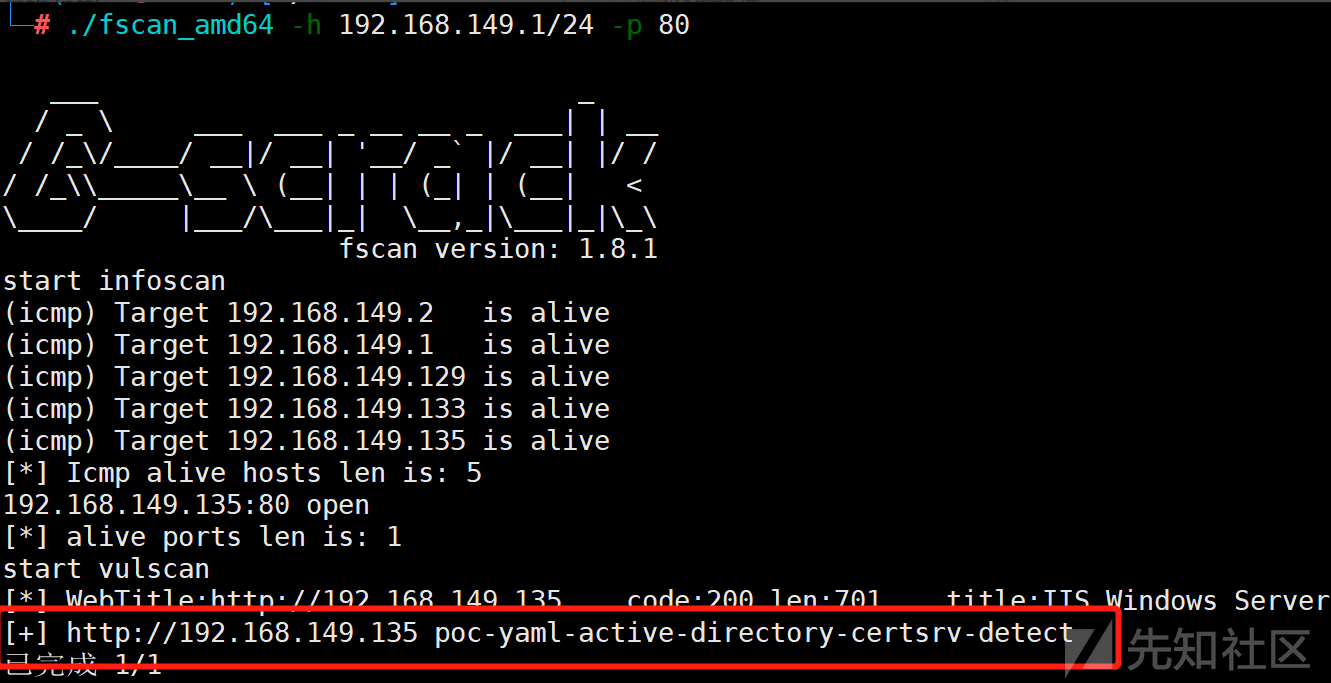 # ./fscan_amd64 -h 192.168.149.1/24 -p 80
   ___                              _
  / _ \     ___  ___ _ __ __ _  ___| | __
 / /_\/____/ __|/ __| '__/ _` |/ __| |/ /
/ /_\\_____\__ \ (__| | | (_| | (__|   <
\____/     |___/\___|_|  \__,_|\___|_|\_\
fscan version: 1.8.1
start infoscan
(icmp) Target 192.168.149.2   is alive
(icmp) Target 192.168.149.1   is alive
(icmp) Target 192.168.149.129 is alive
(icmp) Target 192.168.149.133 is alive
(icmp) Target 192.168.149.135 is alive
[*] Icmp alive hosts len is: 5
192.168.149.135:80 open
[*] alive ports len is: 1
start vulscan
[*] WebTitle:http://192.168.149.135    code:200 len:701    title:IIS Windows Server
[+] http://192.168.149.135 poc-yaml-active-directory-certsrv-detect
已完成 1/1
先知社区